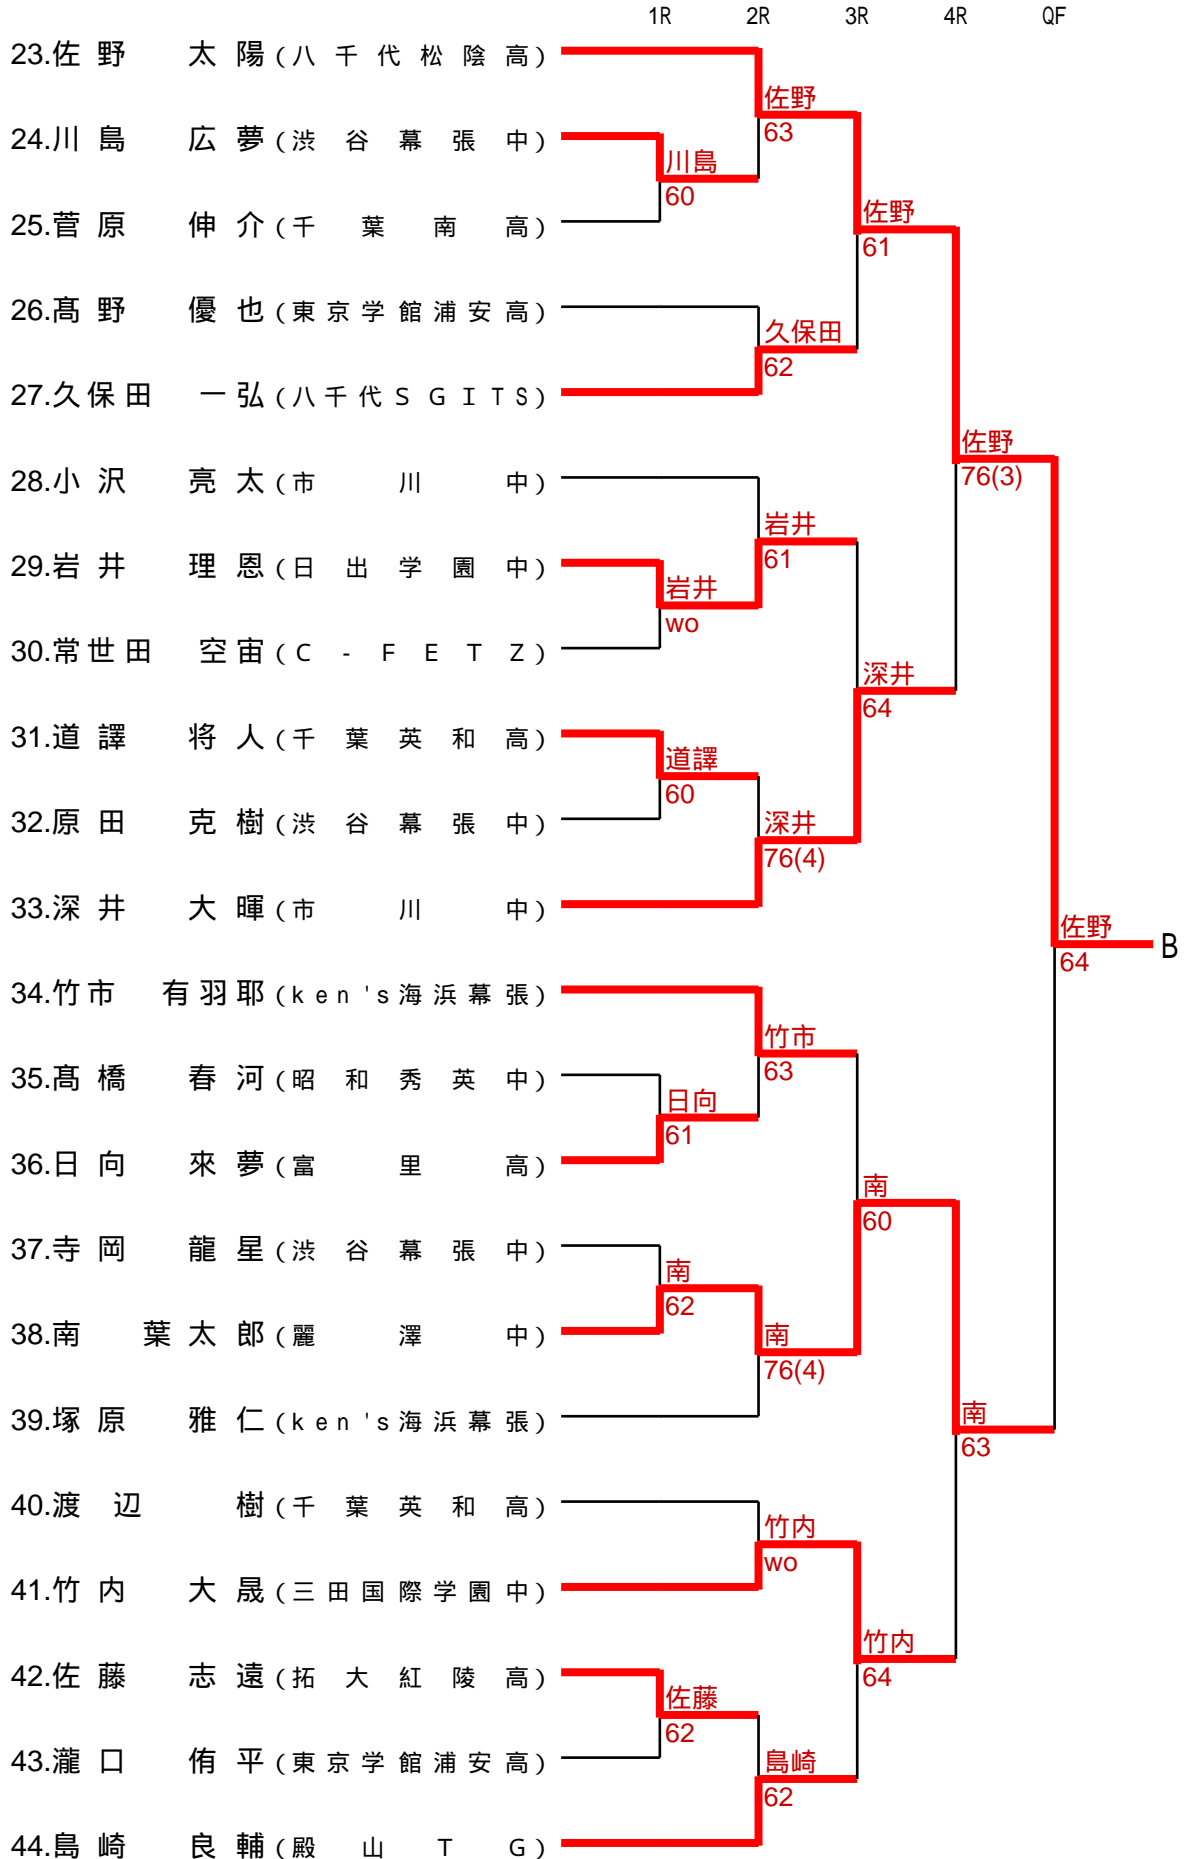 1R 2R 3R 4R QF
23.佐野 太陽(八千代松陰高)
佐野
63
24.川島 広夢(渋谷幕張中)
川島
60
25.菅原 伸介(千葉南高)
佐野
61
26.髙野 優也(東京学館浦安高)
久保田
62
27.久保田 一弘(八千代SGITS)
佐野
76(3)
28.小沢 亮太(市川中)
岩井
61
29.岩井 理恩(日出学園中)
岩井
wo
30.常世田 空宙(C-FETZ)
深井
64
31.道譯 将人(千葉英和高)
道譯
60
32.原田 克樹(渋谷幕張中)
深井
76(4)
33.深井 大暉(市川中)
佐野
64
B
34.竹市 有羽耶(ken's海浜幕張)
竹市
63
35.髙橋 春河(昭和秀英中)
日向
61
36.日向 來夢(富里高)
南
60
37.寺岡 龍星(渋谷幕張中)
南
62
38.南 葉太郎(麗澤中)
南
76(4)
39.塚原 雅仁(ken's海浜幕張)
南
63
40.渡辺 樹(千葉英和高)
竹内
wo
41.竹内 大晟(三田国際学園中)
竹内
64
42.佐藤 志遠(拓大紅陵高)
佐藤
62
43.瀧口 侑平(東京学館浦安高)
島崎
62
44.島崎 良輔(殿山TG)